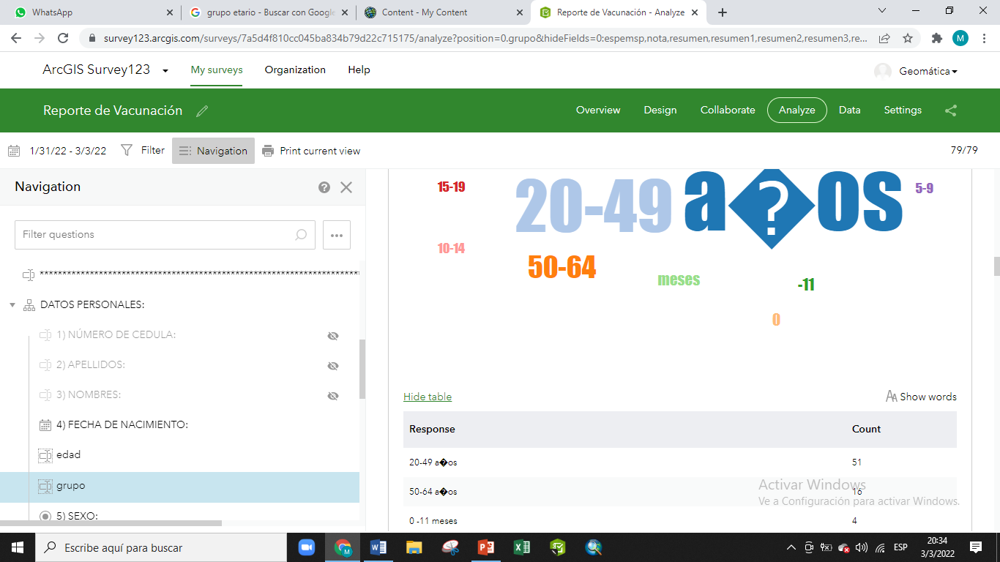 WhatsApp
grupo etario - Buscar con Google
Content - My Content
Reporte de Vacunación - Analyze
survey123.arcgis.com/surveys/7a5d4f810cc045ba834b79d22c715175/analyze?position=0.grupo&hideFields=0:espemsp,nota,resumen,resumen1,resumen2,resumen3,re...
M
ArcGIS Survey123 My surveys Organization Help
Geomática
Reporte de Vacunación
Overview Design Collaborate Analyze Data Settings
1/31/22 - 3/3/22 Filter Navigation Print current view 79/79
Navigation
Filter questions
**************************************************************************
DATOS PERSONALES:
1) NÚMERO DE CEDULA:
2) APELLIDOS:
3) NOMBRES:
4) FECHA DE NACIMIENTO:
edad
grupo
5) SEXO:
15-19 20-49 a�os 5-9
10-14
50-64
meses
-11
0
Hide table
Show words
Response Count
20-49 a�os 51
50-64 a�os 16
0 -11 meses 4
Activar Windows
Ve a Configuración para activar Windows.
Escribe aquí para buscar
ESP
20:34
3/3/2022